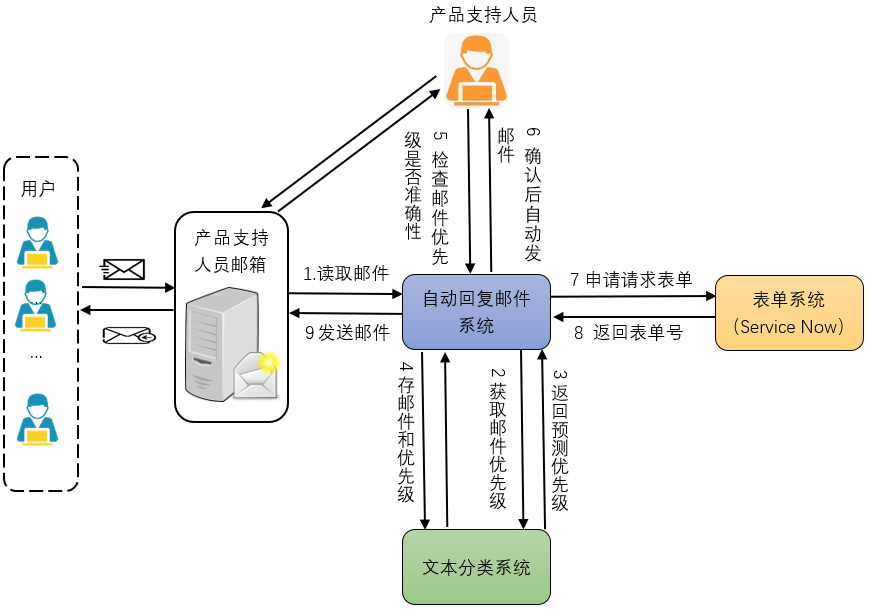 产品支持人员
用户
...
产品支持
人员邮箱
5 检查邮件优先
级是否准确性
6 确认后自动发
邮件
1.读取邮件
9发送邮件
自动回复邮件
系统
7 申请请求表单
8 返回表单号
表单系统
（Service Now）
4存邮件和优先级
2获取邮件优先级
3返回预测优先级
文本分类系统